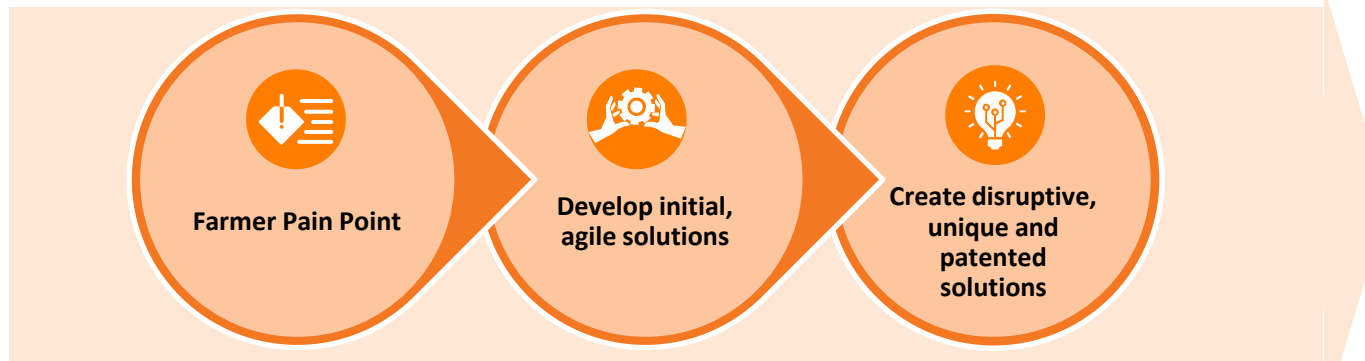 Farmer Pain Point
Develop initial,
agile solutions
Create disruptive,
unique and
patented
solutions